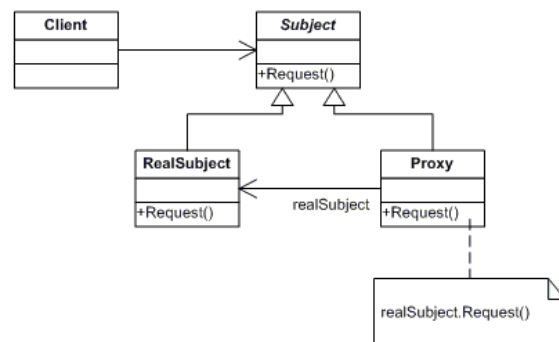 Client
Subject
+Request()
RealSubject
+Request()
Proxy
+Request()
realSubject
realSubject.Request()